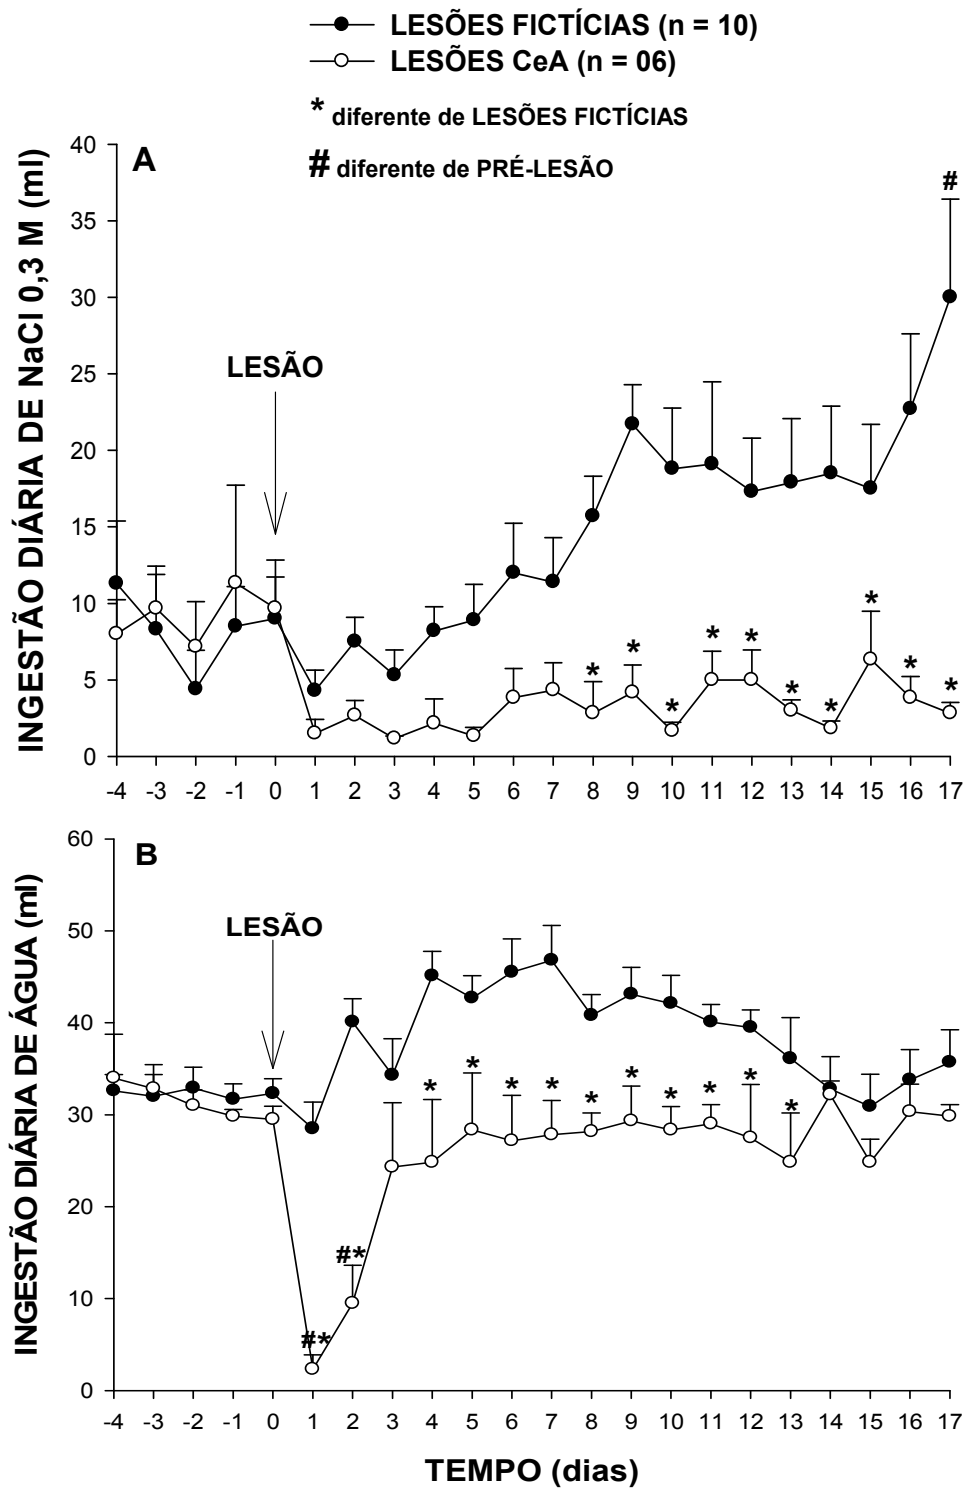 LESÕES FICTÍCIAS (n = 10)
LESÕES CeA (n = 06)
* diferente de LESÕES FICTÍCIAS
# diferente de PRÉ-LESÃO
A
INGESTÃO DIÁRIA DE NaCl 0,3 M (ml)
40
35
30
25
20
15
10
5
0
LESÃO
#
* * * * * * * * * *
-4 -3 -2 -1 0 1 2 3 4 5 6 7 8 9 10 11 12 13 14 15 16 17
B
INGESTÃO DIÁRIA DE ÁGUA (ml)
60
50
40
30
20
10
0
LESÃO
#*
#*
* * * * * * * * * *
-4 -3 -2 -1 0 1 2 3 4 5 6 7 8 9 10 11 12 13 14 15 16 17
TEMPO (dias)